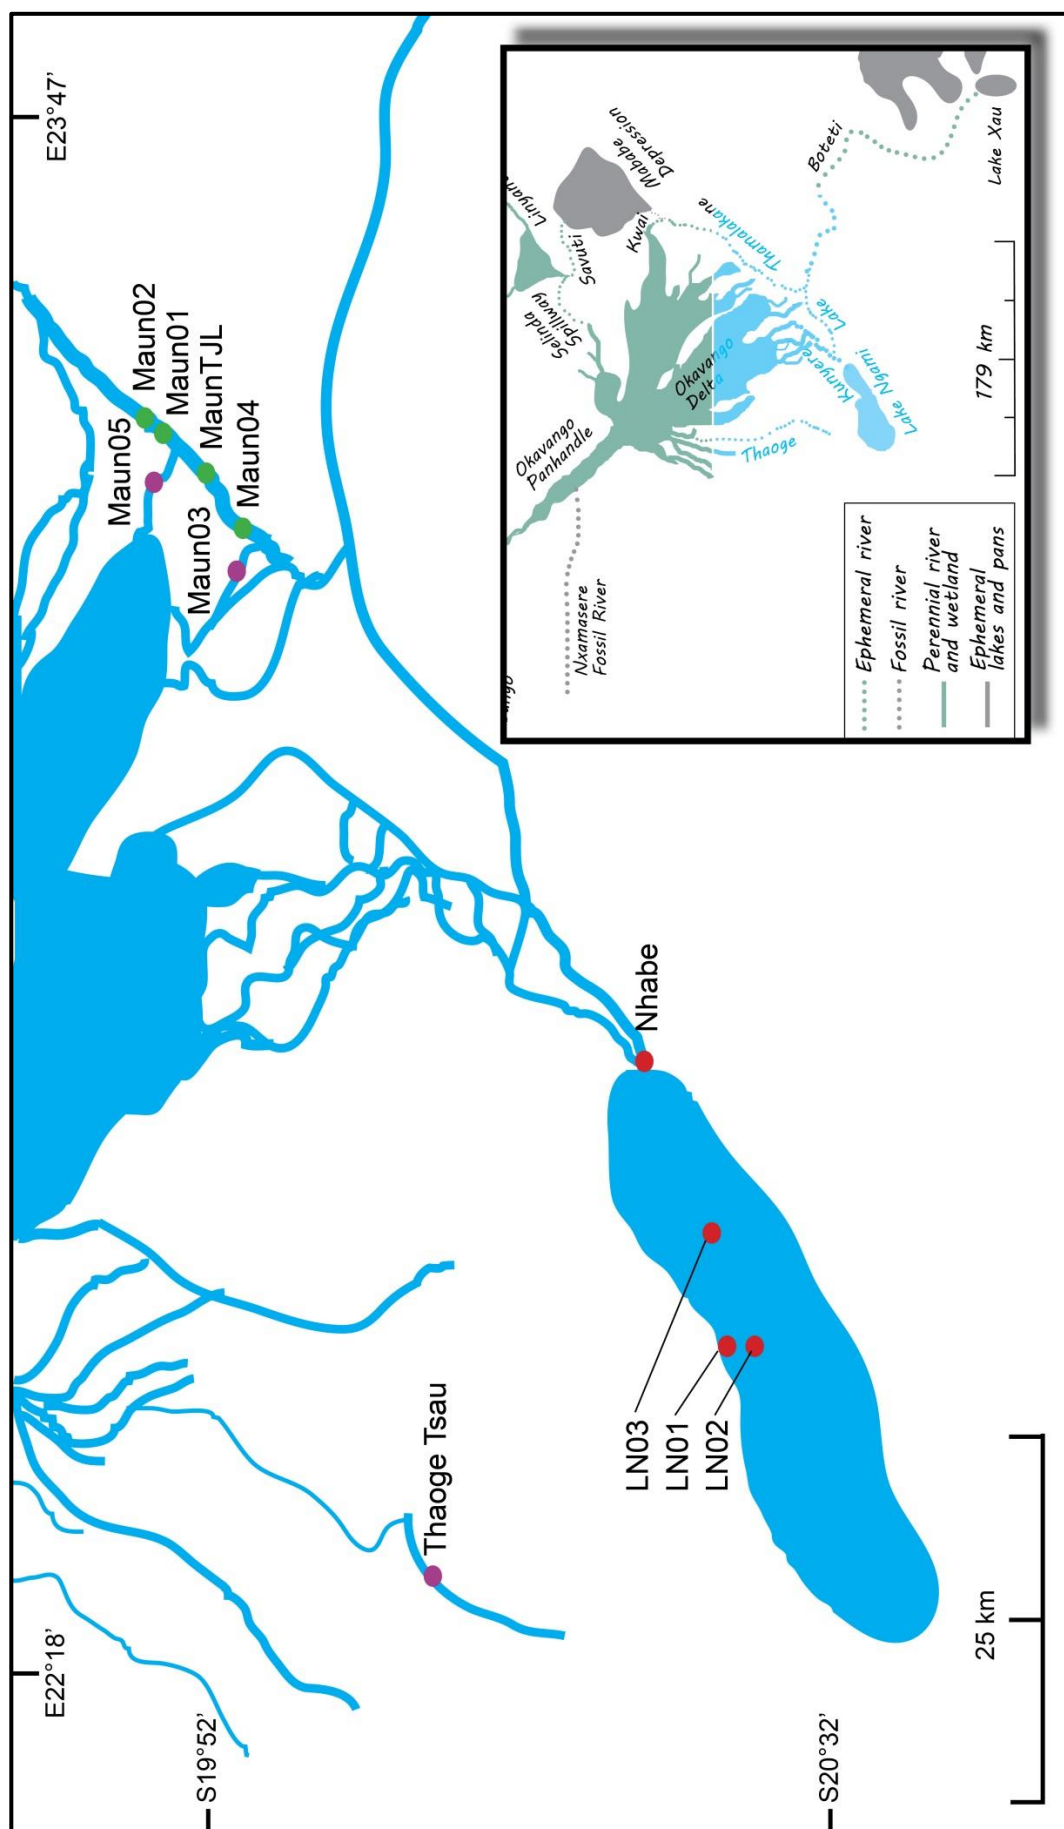 E22°18'
E23°47'
S19°52'
S20°32'
Maun05
Maun02
Maun01
MaunTJL
Maun03
Maun04
Thaoge Tsau
Nhabe
LN03
LN01
LN02
25 km
Okavango
Panhandle
Nxamasere
Fossil River
Selinda
Spillway
Savuti
Mababe
Depression
Kwai
Okavango
Delta
Thaoge
Thamalakane
Kunyere
Lake
Lake Ngami
Boteti
Lake Xau
Ephemeral river
Fossil river
Perennial river
and wetland
Ephemeral
lakes and pans
179 km